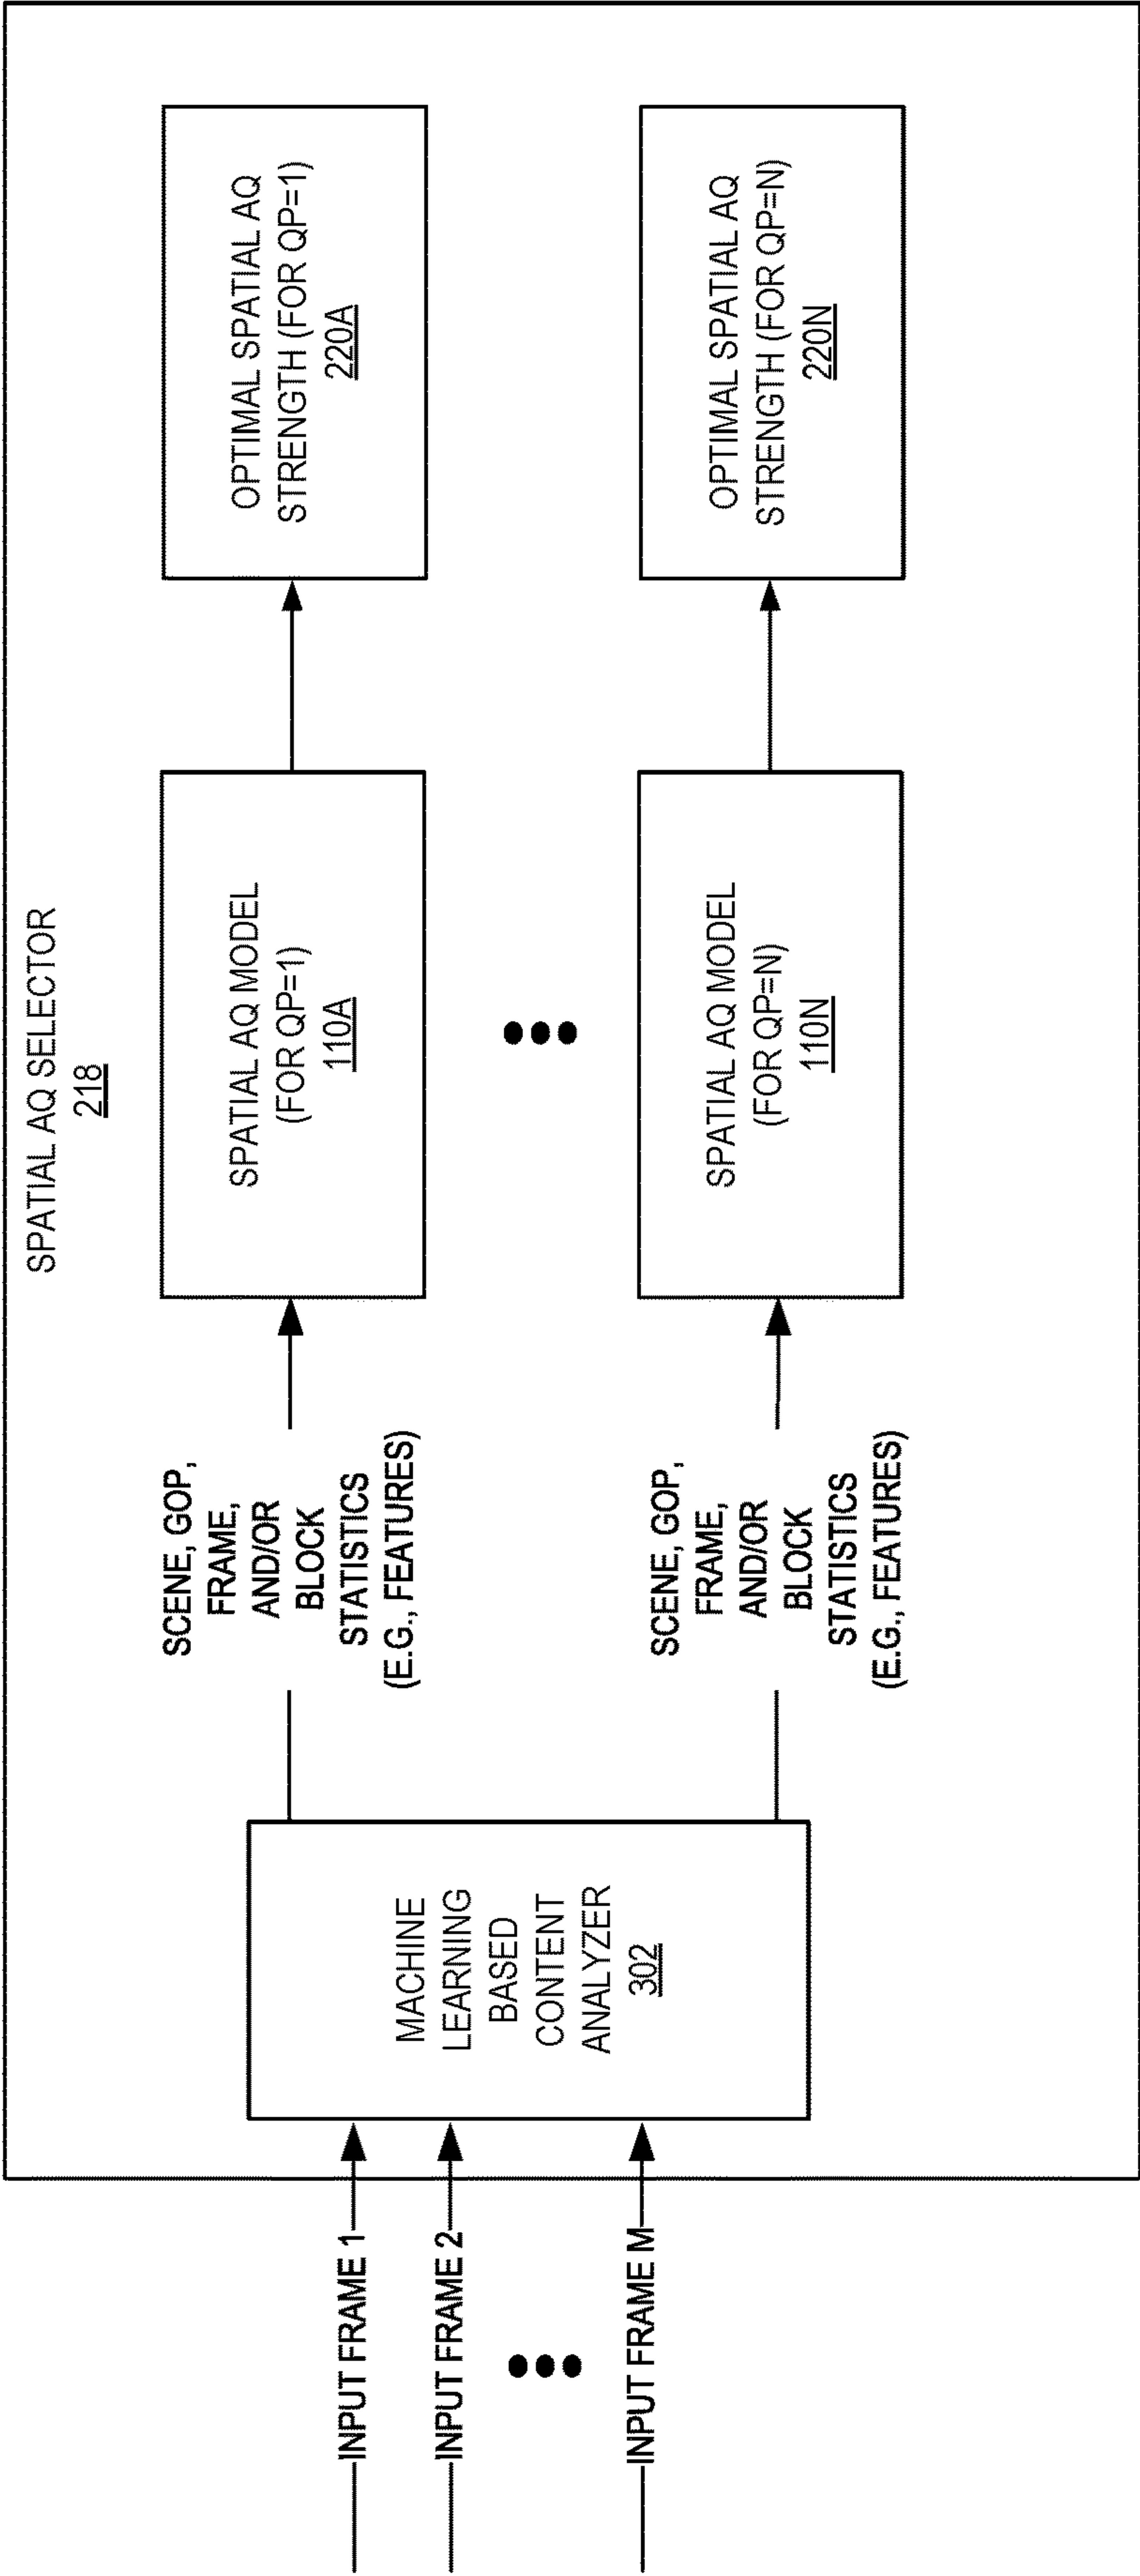 SPATIAL AQ SELECTOR
218
INPUT FRAME 1
INPUT FRAME 2
INPUT FRAME M
MACHINE
LEARNING
BASED
CONTENT
ANALYZER
302
SCENE, GOP,
FRAME,
AND/OR
BLOCK
STATISTICS
(E.G., FEATURES)
SPATIAL AQ MODEL
(FOR QP=1)
110A
OPTIMAL SPATIAL AQ
STRENGTH (FOR QP=1)
220A
SCENE, GOP,
FRAME,
AND/OR
BLOCK
STATISTICS
(E.G., FEATURES)
SPATIAL AQ MODEL
(FOR QP=N)
110N
OPTIMAL SPATIAL AQ
STRENGTH (FOR QP=N)
220N